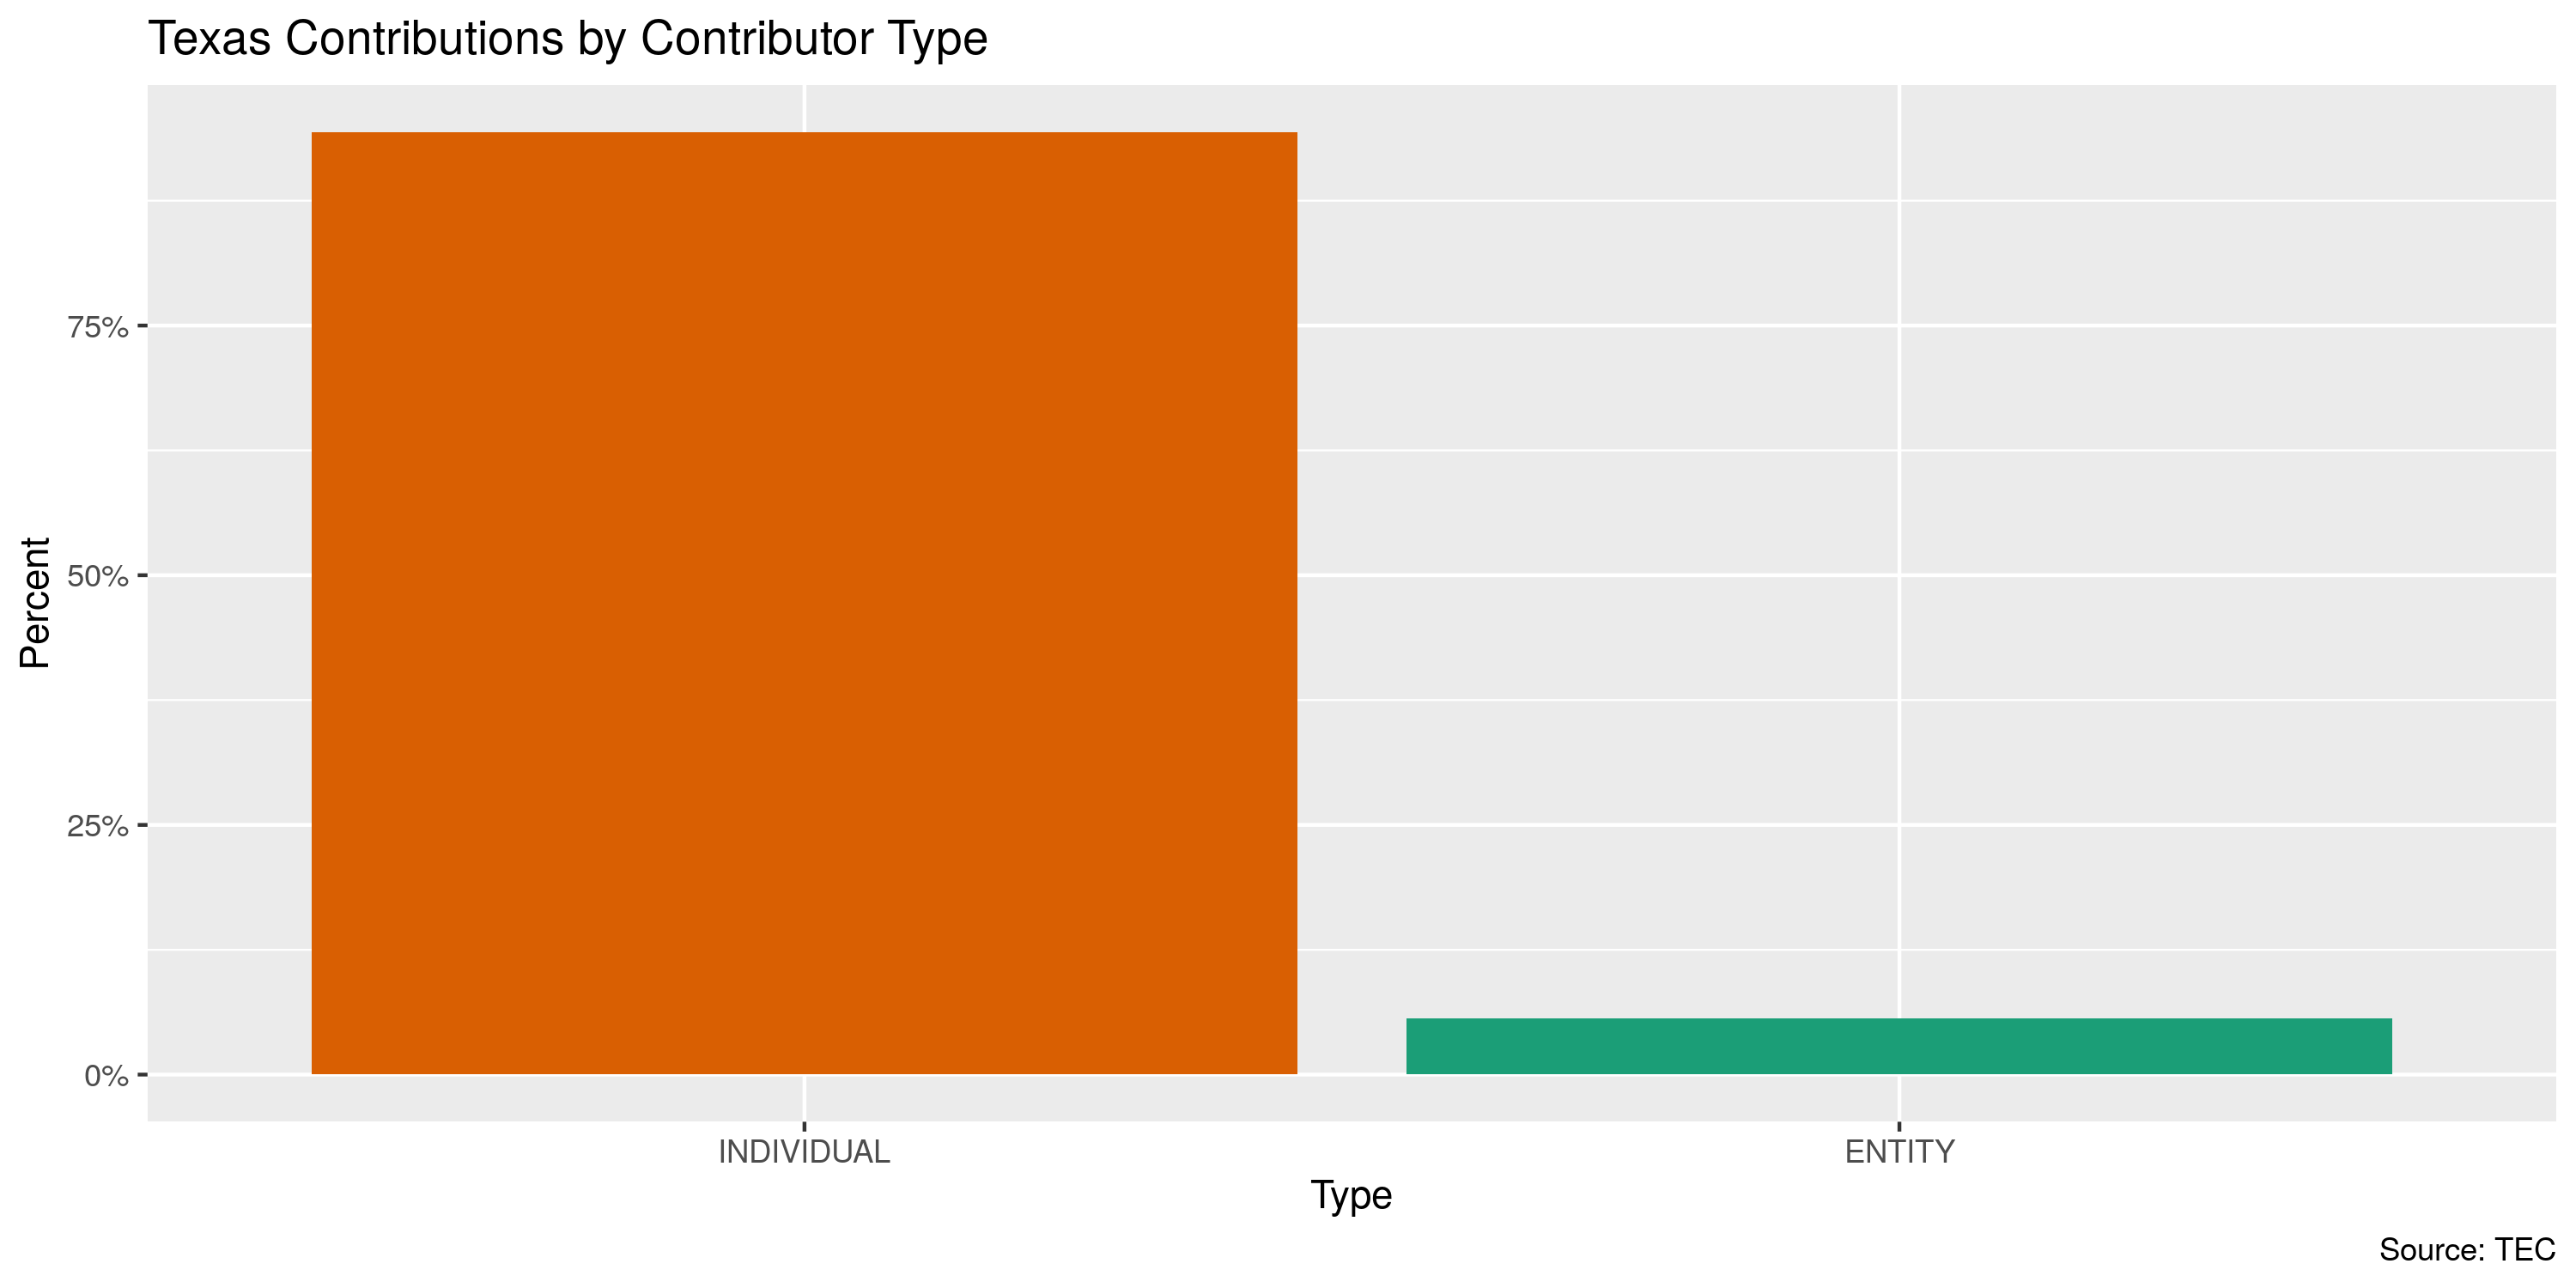 Texas Contributions by Contributor Type
Percent
75%
50%
25%
0%
INDIVIDUAL
ENTITY
Type
Source: TEC